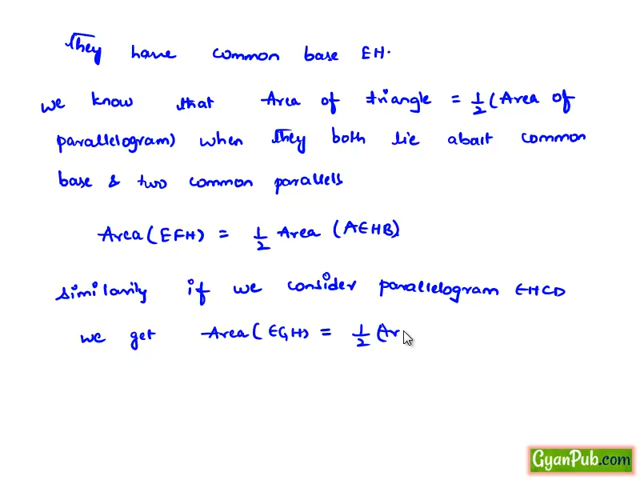 They have common base EH.
we know that Area of triangle = 1/2 (Area of
parallelogram) when they both lie about common
base & two common parallels
Area (EFH) = 1/2 Area (AEHB)
similarily if we consider parallelogram EHCD
we get Area (EGH) = 1/2 (Ar
GyanPub.com